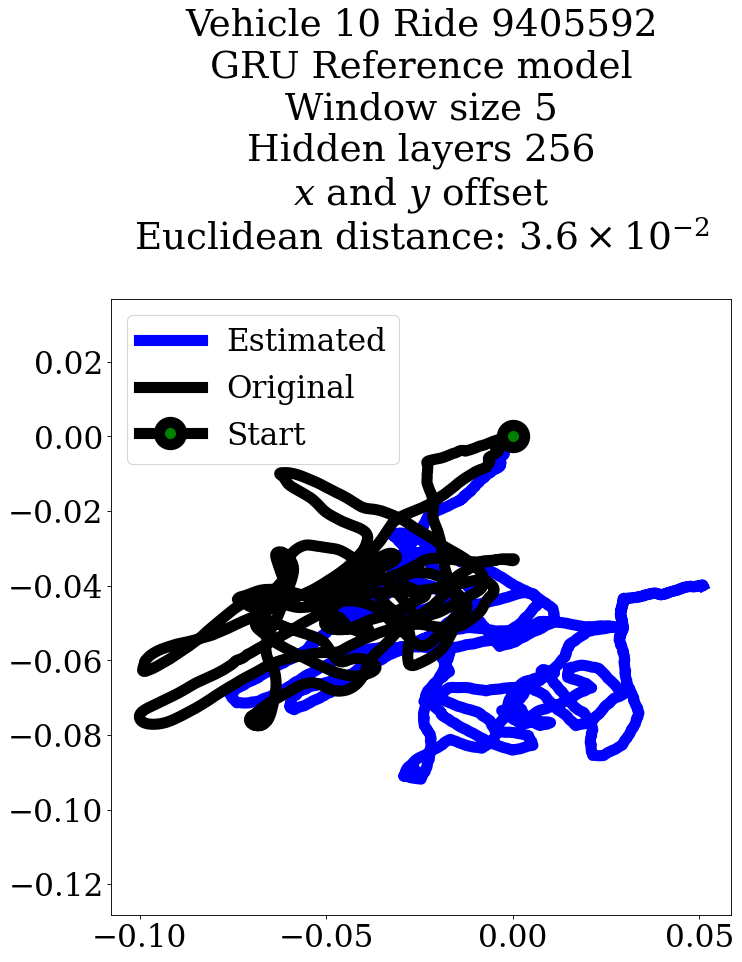 Vehicle 10 Ride 9405592
GRU Reference model
Window size 5
Hidden layers 256
x and y offset
Euclidean distance: 3.6 × 10⁻²
Estimated
Original
Start
0.02
0.00
−0.02
−0.04
−0.06
−0.08
−0.10
−0.12
−0.10 −0.05 0.00 0.05